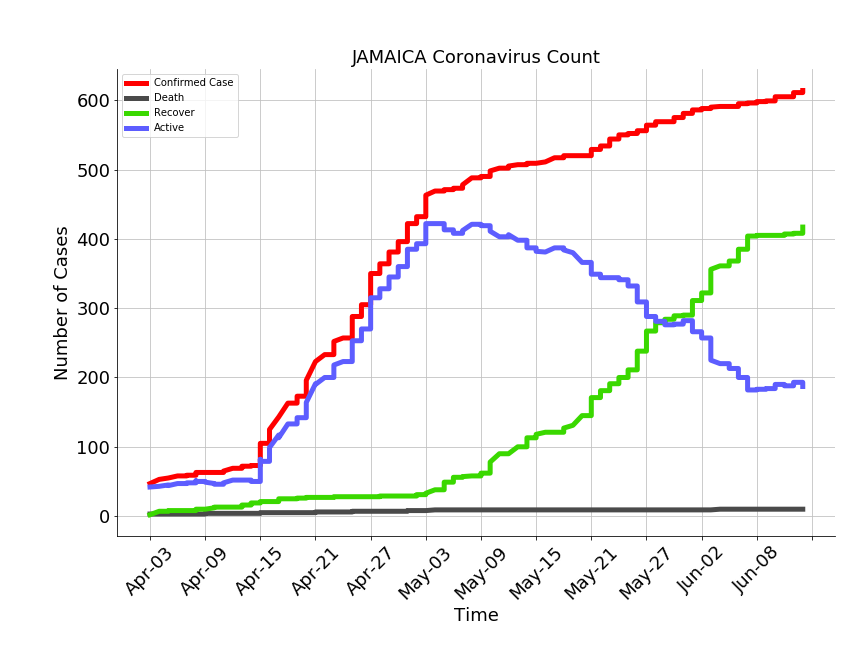 JAMAICA Coronavirus Count
Confirmed Case
Death
Recover
Active
600
500
400
300
200
100
0
Number of Cases
Apr-03
Apr-09
Apr-15
Apr-21
Apr-27
May-03
May-09
May-15
May-21
May-27
Jun-02
Jun-08
Time